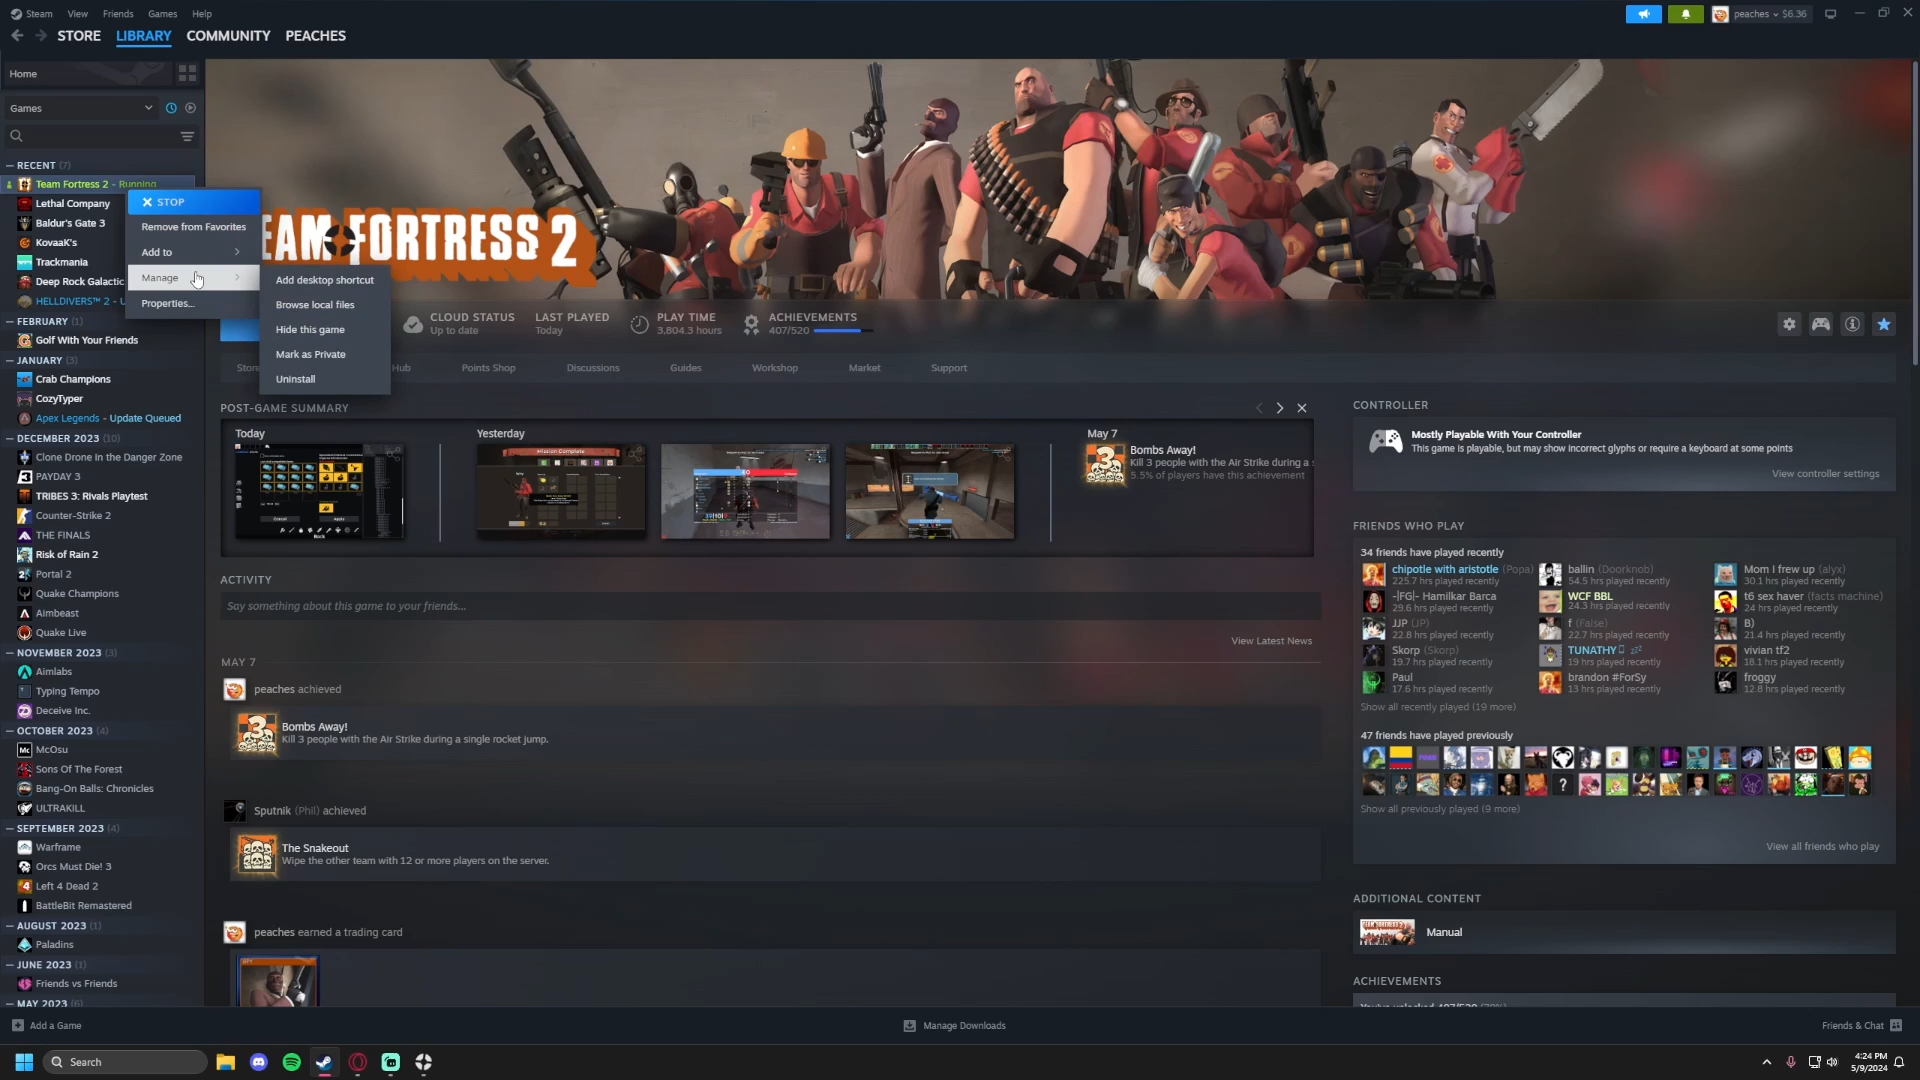 Steam View Friends Games Help
peaches $6.36
STORE LIBRARY COMMUNITY PEACHES
Home
Games
RECENT (7)
Team Fortress 2 - Running
Lethal Company
Baldur's Gate 3
KovaaK's
Trackmania
Deep Rock Galactic
HELLDIVERS™ 2 - U
FEBRUARY (1)
Golf With Your Friends
JANUARY (3)
Crab Champions
CozyTyper
Apex Legends - Update Queued
DECEMBER 2023 (10)
Clone Drone in the Danger Zone
PAYDAY 3
TRIBES 3: Rivals Playtest
Counter-Strike 2
THE FINALS
Risk of Rain 2
Portal 2
Quake Champions
Aimbeast
Quake Live
NOVEMBER 2023 (3)
Aimlabs
Typing Tempo
Deceive Inc.
OCTOBER 2023 (4)
McOsu
Sons Of The Forest
Bang-On Balls: Chronicles
ULTRAKILL
SEPTEMBER 2023 (4)
Warframe
Orcs Must Die! 3
Left 4 Dead 2
BattleBit Remastered
AUGUST 2023 (1)
Paladins
JUNE 2023 (1)
Friends vs Friends
MAY 2023 (6)
STOP
Remove from Favorites
Add to
Manage
Properties...
Add desktop shortcut
Browse local files
Hide this game
Mark as Private
Uninstall
TEAM FORTRESS 2
CLOUD STATUS
Up to date
LAST PLAYED
Today
PLAY TIME
3,804.3 hours
ACHIEVEMENTS
407/520
Store Hub Points Shop Discussions Guides Workshop Market Support
POST-GAME SUMMARY
Today
Yesterday
Mission Complete
May 7
Bombs Away!
Kill 3 people with the Air Strike during a s
5.5% of players have this achievement
ACTIVITY
Say something about this game to your friends...
View Latest News
MAY 7
peaches achieved
Bombs Away!
Kill 3 people with the Air Strike during a single rocket jump.
Sputnik (Phil) achieved
The Snakeout
Wipe the other team with 12 or more players on the server.
peaches earned a trading card
CONTROLLER
Mostly Playable With Your Controller
This game is playable, but may show incorrect glyphs or require a keyboard at some points
View controller settings
FRIENDS WHO PLAY
34 friends have played recently
chipotle with aristotle (Popa)
225.7 hrs played recently
ballin (Doorknob)
54.5 hrs played recently
Mom I frew up (alyx)
30.1 hrs played recently
-|FG|- Hamilkar Barca
29.6 hrs played recently
WCF BBL
24.3 hrs played recently
t6 sex haver (facts machine)
24 hrs played recently
JJP (JP)
22.8 hrs played recently
f (False)
22.7 hrs played recently
B)
21.4 hrs played recently
Skorp (Skorp)
19.7 hrs played recently
TUNATHY zzz
19 hrs played recently
vivian tf2
18.1 hrs played recently
Paul
17.6 hrs played recently
brandon #ForSy
13 hrs played recently
froggy
12.8 hrs played recently
Show all recently played (19 more)
47 friends have played previously
Show all previously played (9 more)
View all friends who play
ADDITIONAL CONTENT
Manual
ACHIEVEMENTS
Add a Game
Manage Downloads
Friends & Chat
Search
4:24 PM
5/9/2024